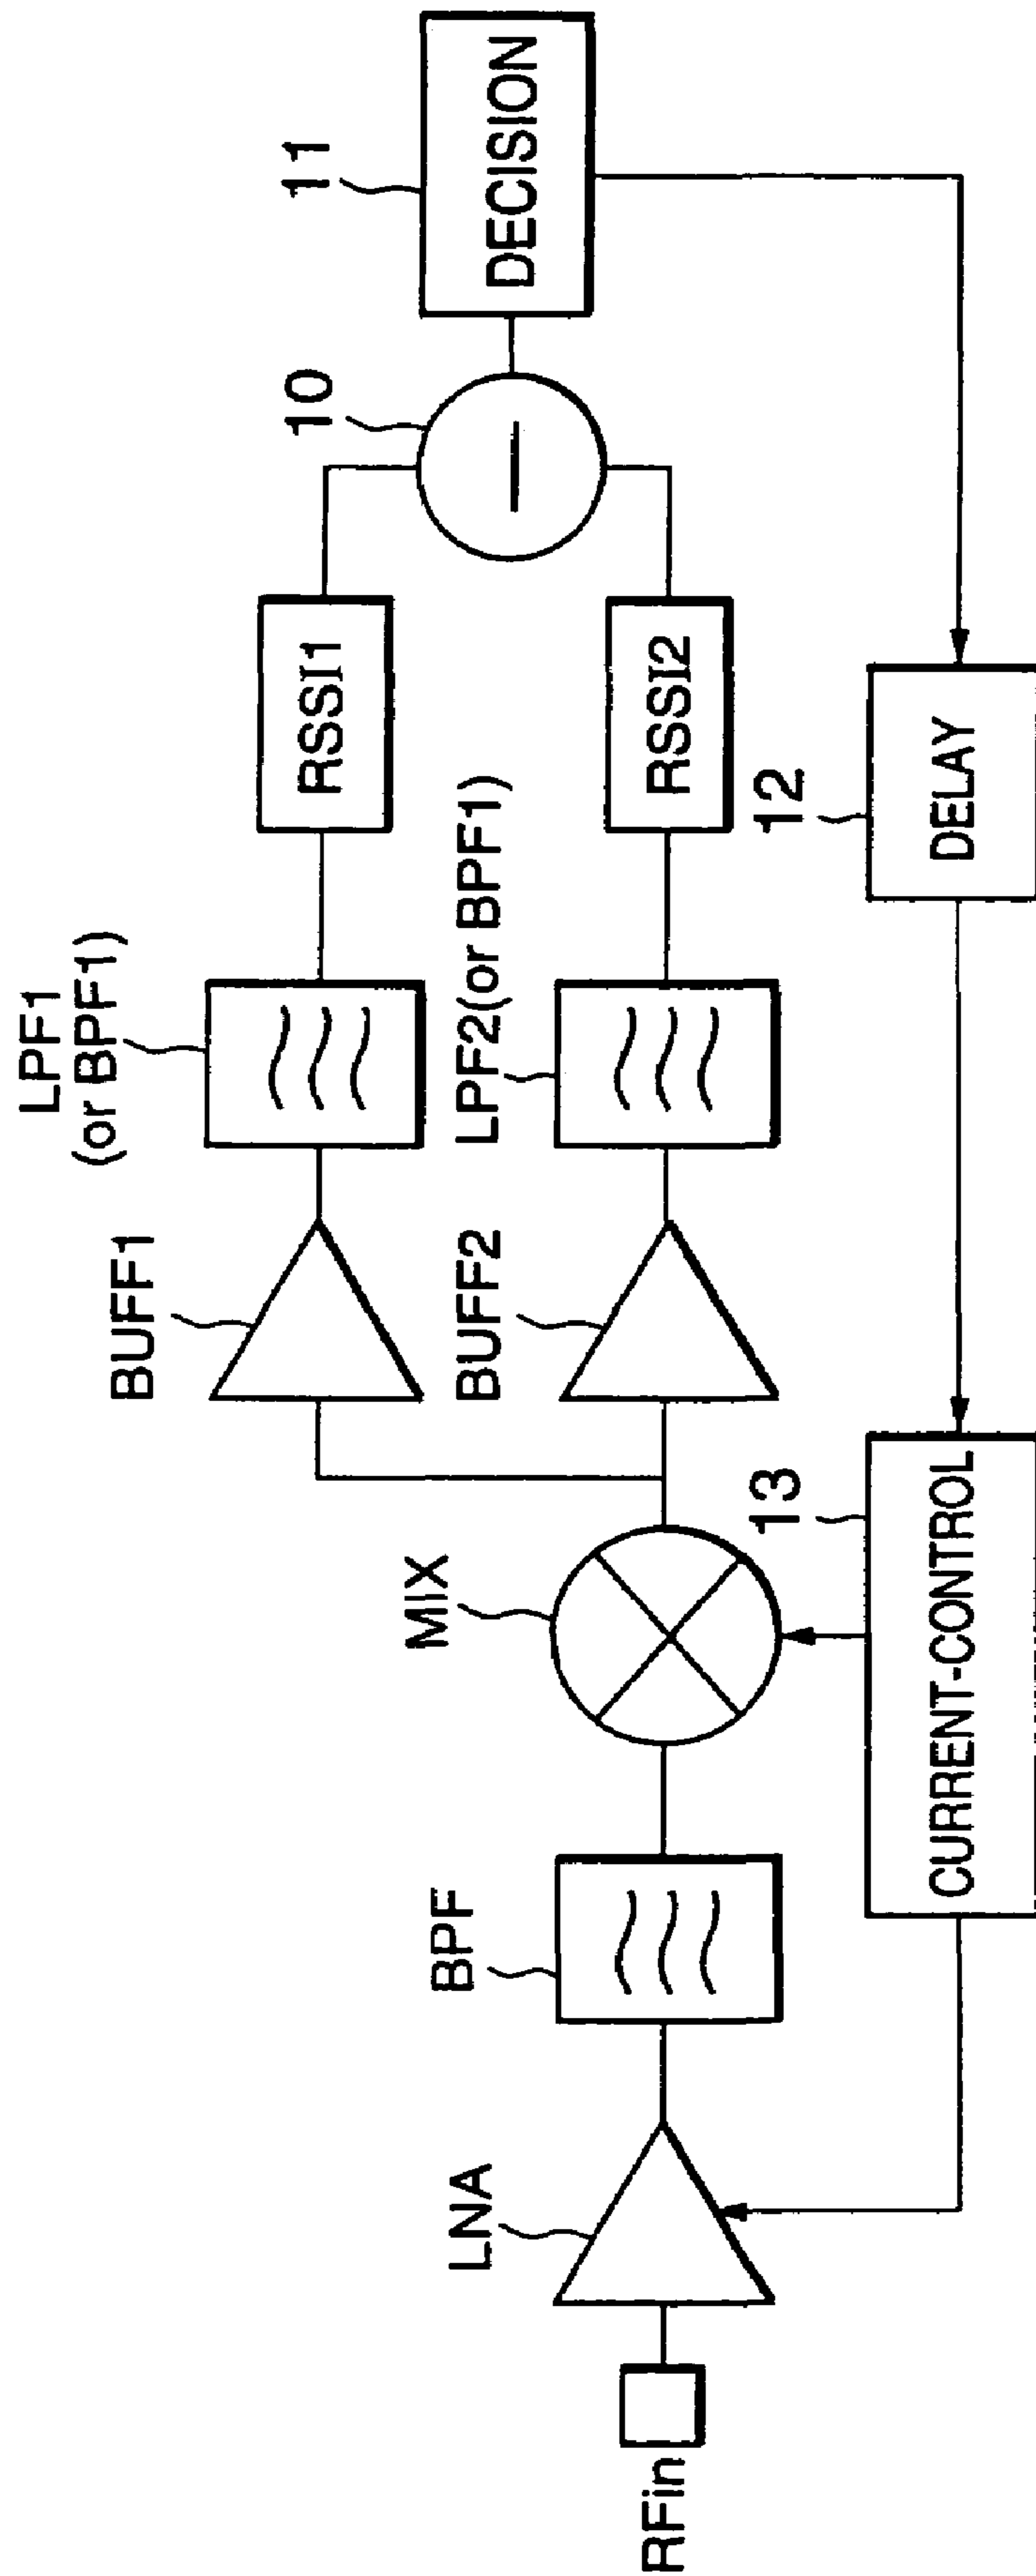 RFin
LNA
BPF
MIX
BUFF1
BUFF2
LPF1
(or BPF1)
LPF2(or BPF1)
RSSI1
RSSI2
10
11
DECISION
12
DELAY
13
CURRENT-CONTROL